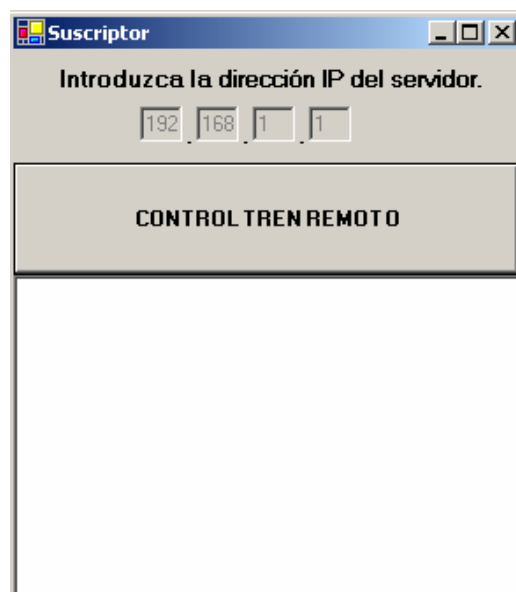 Suscriptor
Introduzca la dirección IP del servidor.
192 . 168 . 1 . 1
CONTROL TREN REMOTO